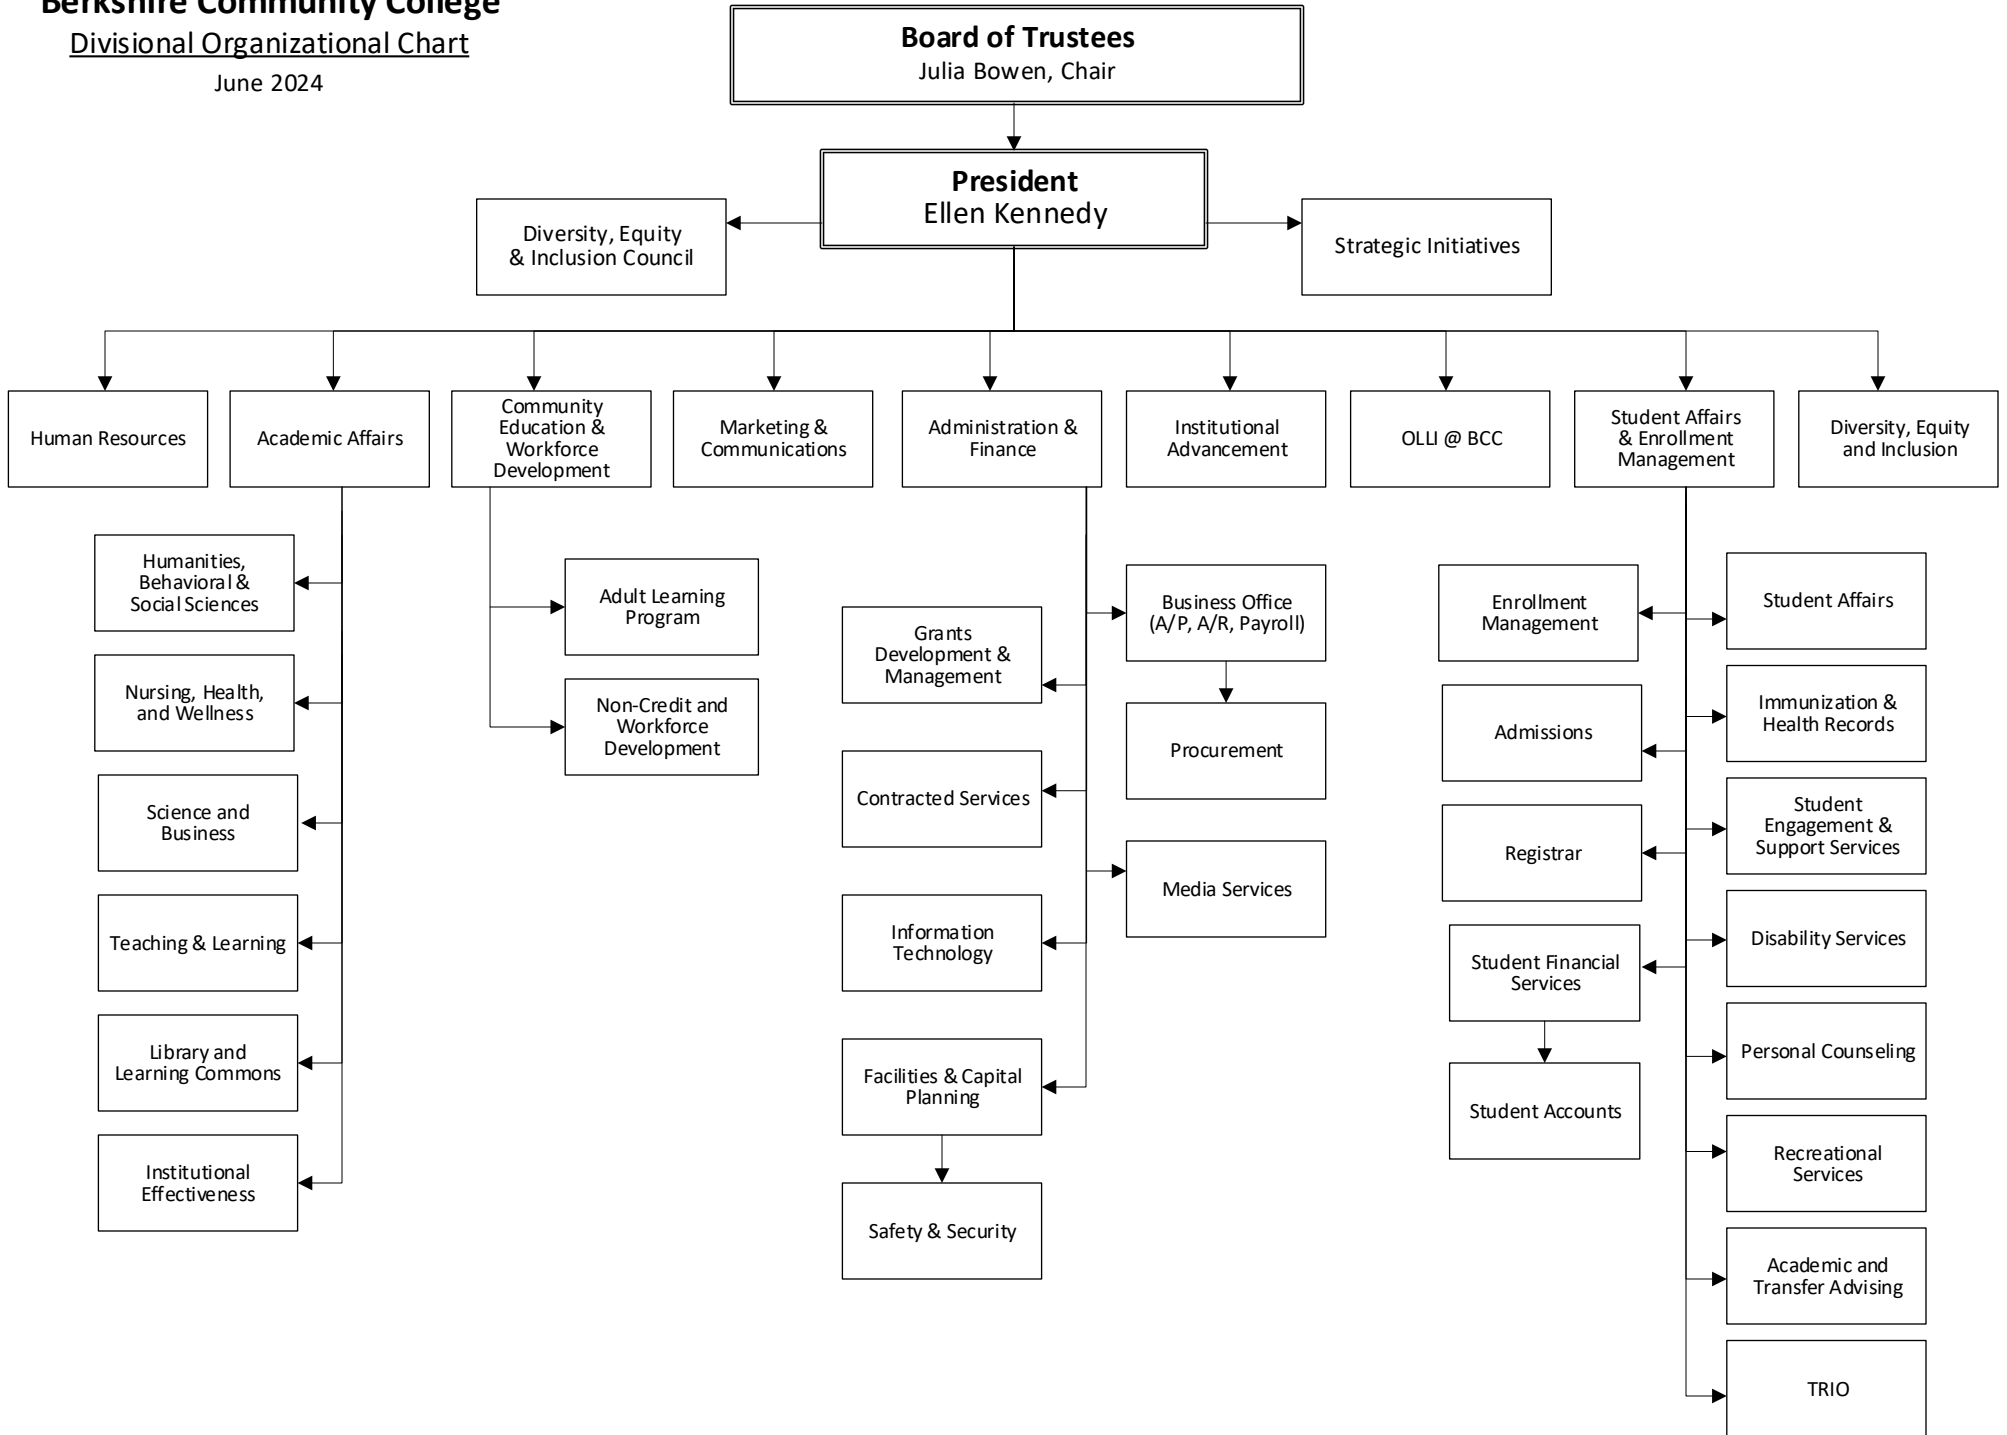 Berkshire Community College
Divisional Organizational Chart
June 2024
Board of Trustees
Julia Bowen, Chair
President
Ellen Kennedy
Diversity, Equity
& Inclusion Council
Strategic Initiatives
Human Resources
Academic Affairs
Community
Education &
Workforce
Development
Marketing &
Communications
Administration &
Finance
Institutional
Advancement
OLLI @ BCC
Student Affairs
& Enrollment
Management
Diversity, Equity
and Inclusion
Humanities,
Behavioral &
Social Sciences
Nursing, Health,
and Wellness
Science and
Business
Teaching & Learning
Library and
Learning Commons
Institutional
Effectiveness
Adult Learning
Program
Non-Credit and
Workforce
Development
Grants
Development &
Management
Contracted Services
Information
Technology
Facilities & Capital
Planning
Safety & Security
Business Office
(A/P, A/R, Payroll)
Procurement
Media Services
Enrollment
Management
Admissions
Registrar
Student Financial
Services
Student Accounts
Student Affairs
Immunization &
Health Records
Student
Engagement &
Support Services
Disability Services
Personal Counseling
Recreational
Services
Academic and
Transfer Advising
TRIO